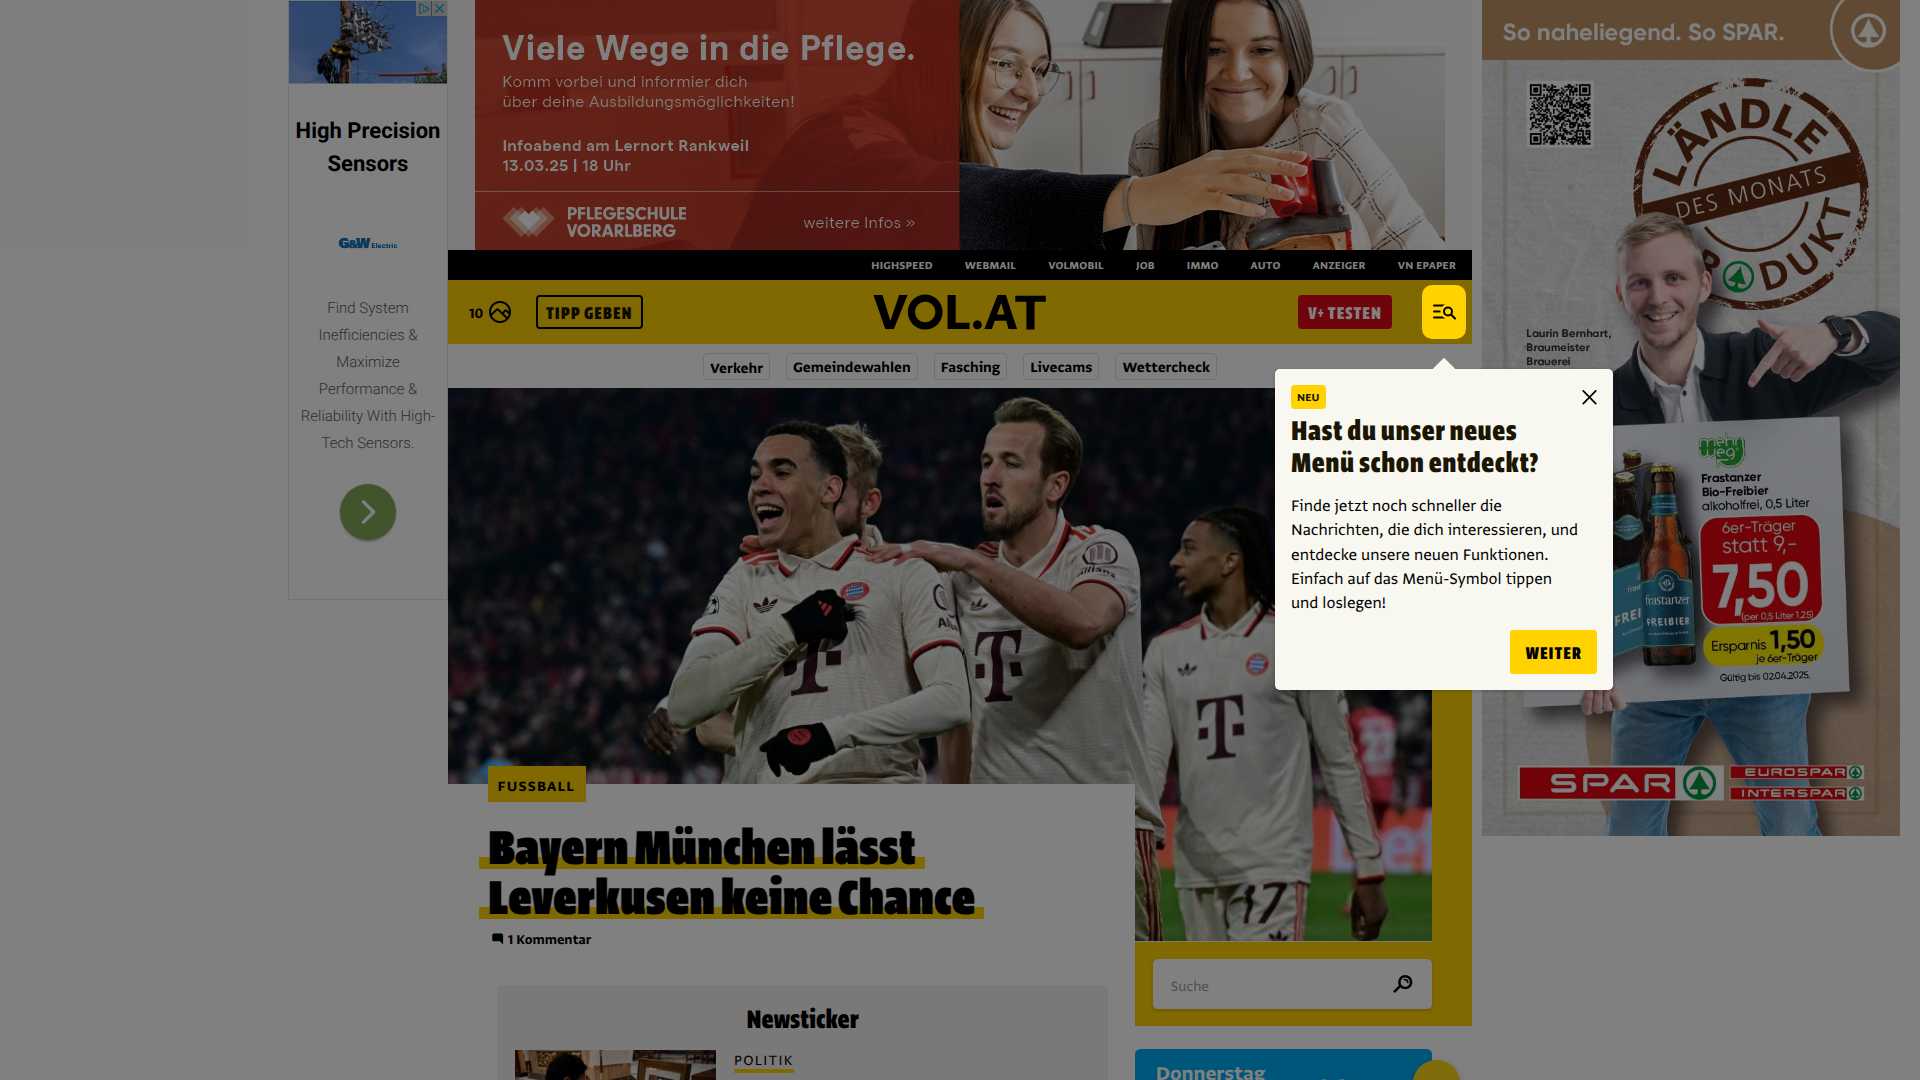 High Precision
Sensors
G&W Electric
Find System
Inefficiencies &
Maximize
Performance &
Reliability With High-
Tech Sensors.
Viele Wege in die Pflege.
Komm vorbei und informier dich
über deine Ausbildungsmöglichkeiten!
Infoabend am Lernort Rankweil
13.03.25 | 18 Uhr
PFLEGESCHULE
VORARLBERG
weitere Infos »
So naheliegend. So SPAR.
LÄNDLE
DES MONATS
PRODUKT
Laurin Bernhart,
Braumeister
Brauerei
mehr
weg
Frastanzer
Bio-Freibier
alkoholfrei, 0,5 Liter
6er-Träger
statt 9,-
7,50
(per 0,5 Liter 1,25)
Ersparnis 1,50
je 6er-Träger
Gültig bis 02.04.2025.
frastanzer
FREIBIER
SPAR
EUROSPAR
INTERSPAR
HIGHSPEED WEBMAIL VOLMOBIL JOB IMMO AUTO ANZEIGER VN EPAPER
10 TIPP GEBEN VOL.AT V+ TESTEN
Verkehr Gemeindewahlen Fasching Livecams Wettercheck
NEU
Hast du unser neues
Menü schon entdeckt?
Finde jetzt noch schneller die
Nachrichten, die dich interessieren, und
entdecke unsere neuen Funktionen.
Einfach auf das Menü-Symbol tippen
und loslegen!
WEITER
T
T
T
17
FUSSBALL
Bayern München lässt
Leverkusen keine Chance
1 Kommentar
Suche
Newsticker
POLITIK
Donnerstag